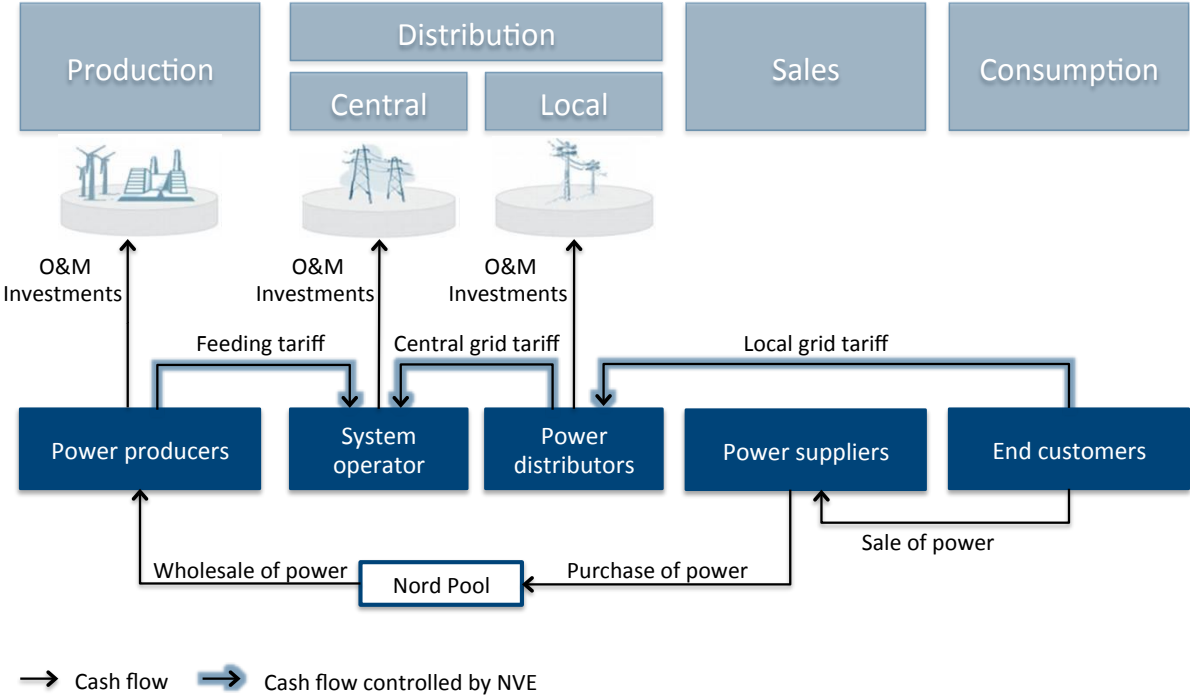 Production
Distribution
Central
Local
Sales
Consumption
O&M
Investments
O&M
Investments
O&M
Investments
Feeding tariff
Central grid tariff
Local grid tariff
Power producers
System
operator
Power
distributors
Power suppliers
End customers
Sale of power
Wholesale of power
Nord Pool
Purchase of power
Cash flow
Cash flow controlled by NVE